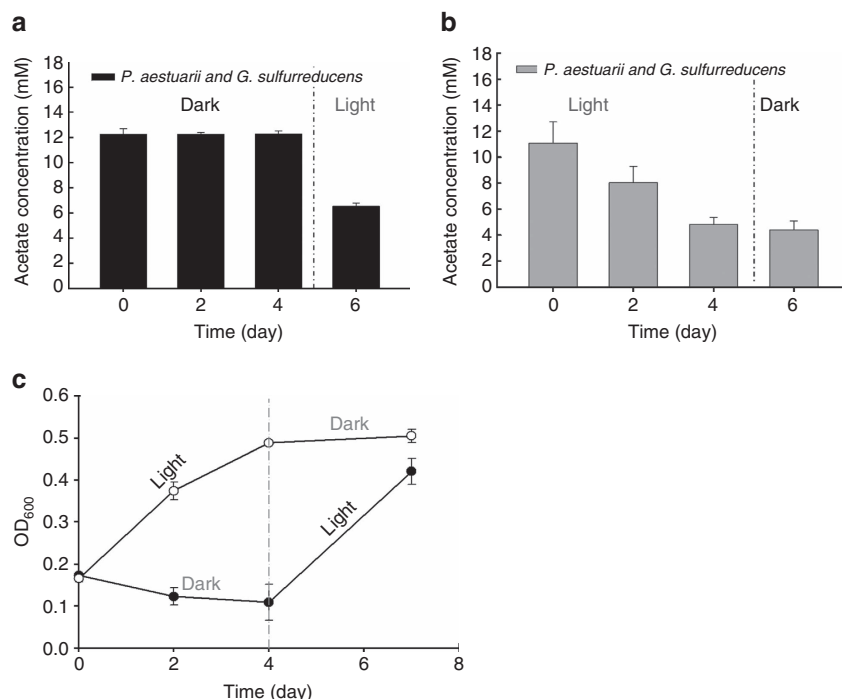 a
18
16
14
12
10
8
6
4
2
0
Acetate concentration (mM)
P. aestuarii and G. sulfurreducens
Dark
Light
0 2 4 6
Time (day)
b
18
16
14
12
10
8
6
4
2
0
Acetate concentration (mM)
P. aestuarii and G. sulfurreducens
Light
Dark
0 2 4 6
Time (day)
c
0.6
0.5
0.4
0.3
0.2
0.1
0.0
OD600
Light
Dark
Dark
Light
0 2 4 6 8
Time (day)